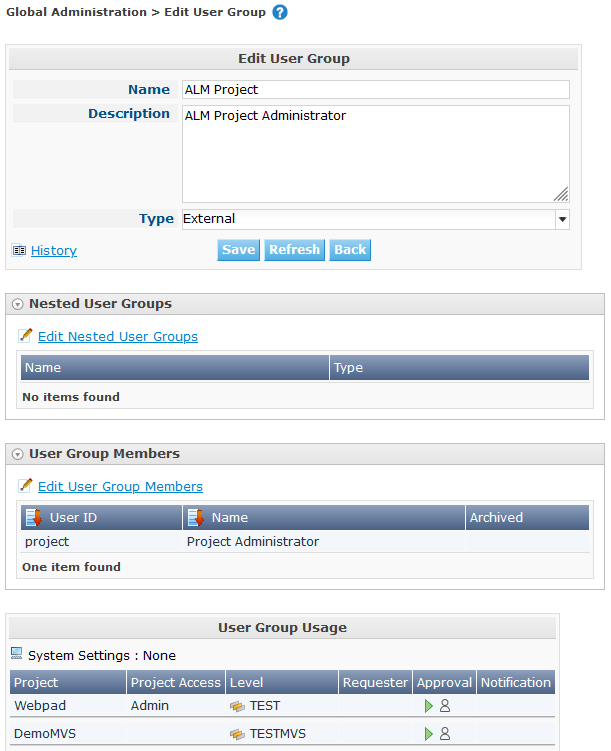 Global Administration > Edit User Group ?
Edit User Group
Name ALM Project
Description ALM Project Administrator
Type External
History Save Refresh Back
Nested User Groups
Edit Nested User Groups
Name Type
No items found
User Group Members
Edit User Group Members
User ID Name Archived
project Project Administrator
One item found
User Group Usage
System Settings : None
Project Project Access Level Requester Approval Notification
Webpad Admin TEST
DemoMVS TESTMVS